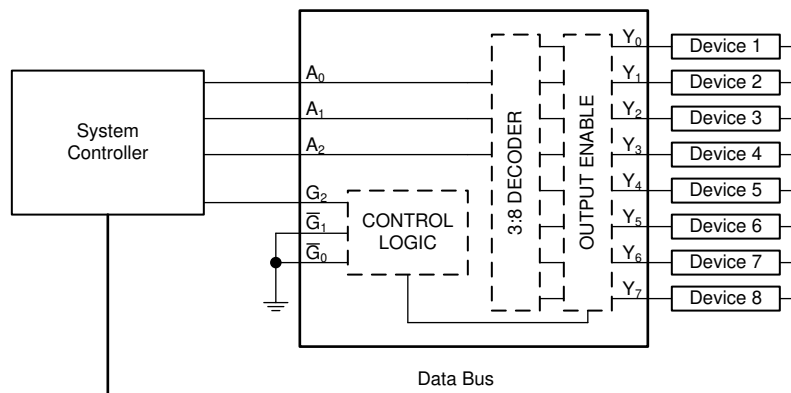 System
Controller
A₀
A₁
A₂
G₂
G̅₁
G̅₀
CONTROL
LOGIC
3:8 DECODER
OUTPUT ENABLE
Y₀
Y₁
Y₂
Y₃
Y₄
Y₅
Y₆
Y₇
Device 1
Device 2
Device 3
Device 4
Device 5
Device 6
Device 7
Device 8
Data Bus